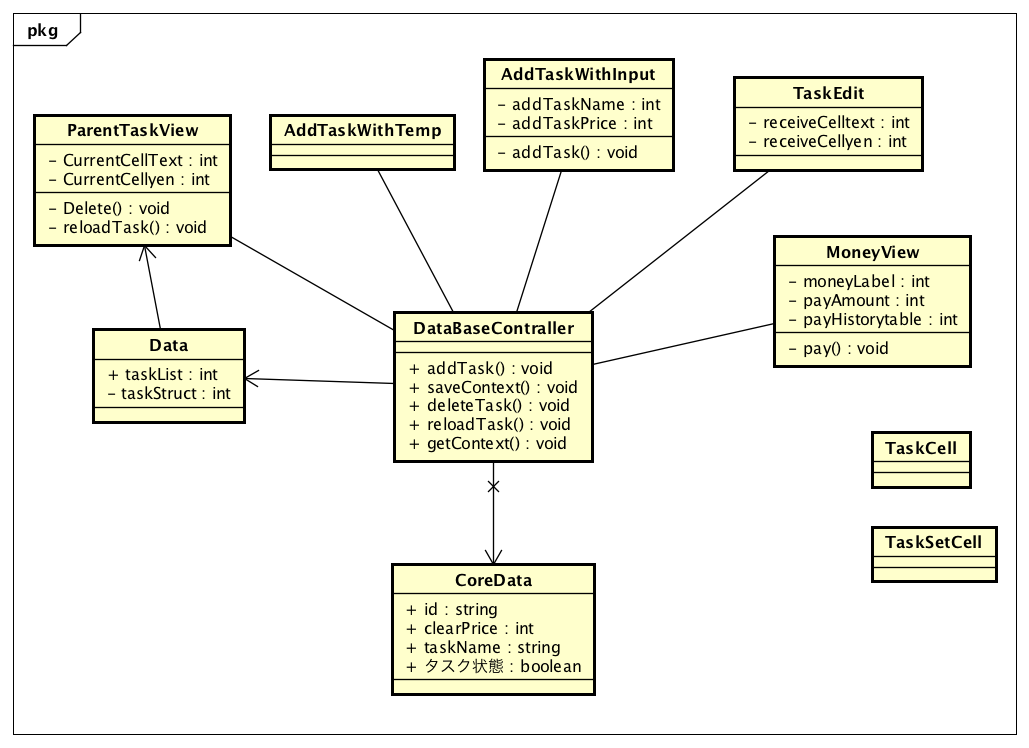 pkg
ParentTaskView
- CurrentCellText : int
- CurrentCellyen : int
- Delete() : void
- reloadTask() : void
AddTaskWithTemp
AddTaskWithInput
- addTaskName : int
- addTaskPrice : int
- addTask() : void
TaskEdit
- receiveCelltext : int
- receiveCellyen : int
MoneyView
- moneyLabel : int
- payAmount : int
- payHistorytable : int
- pay() : void
Data
+ taskList : int
- taskStruct : int
DataBaseContraller
+ addTask() : void
+ saveContext() : void
+ deleteTask() : void
+ reloadTask() : void
+ getContext() : void
TaskCell
TaskSetCell
CoreData
+ id : string
+ clearPrice : int
+ taskName : string
+ タスク状態 : boolean